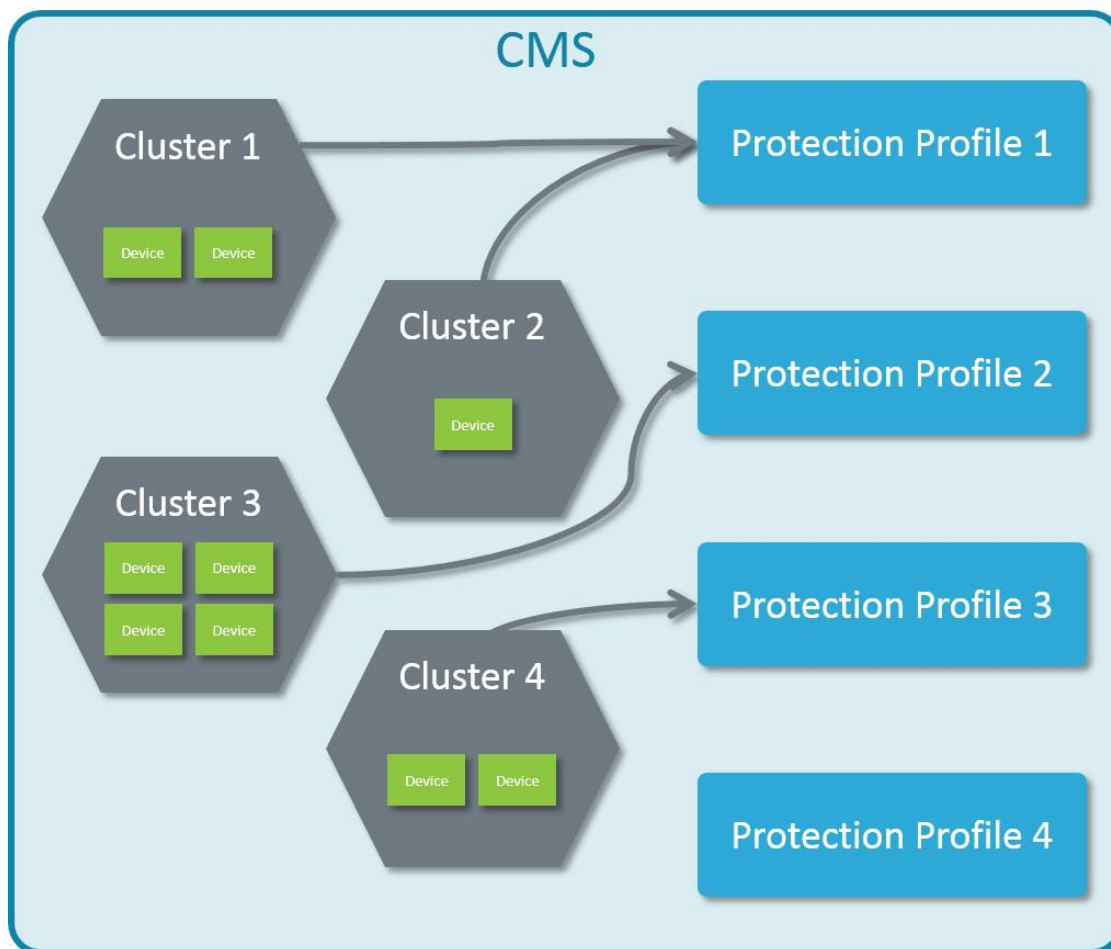 CMS
Cluster 1
Device
Device
Protection Profile 1
Cluster 2
Device
Protection Profile 2
Cluster 3
Device
Device
Device
Device
Protection Profile 3
Cluster 4
Device
Device
Protection Profile 4